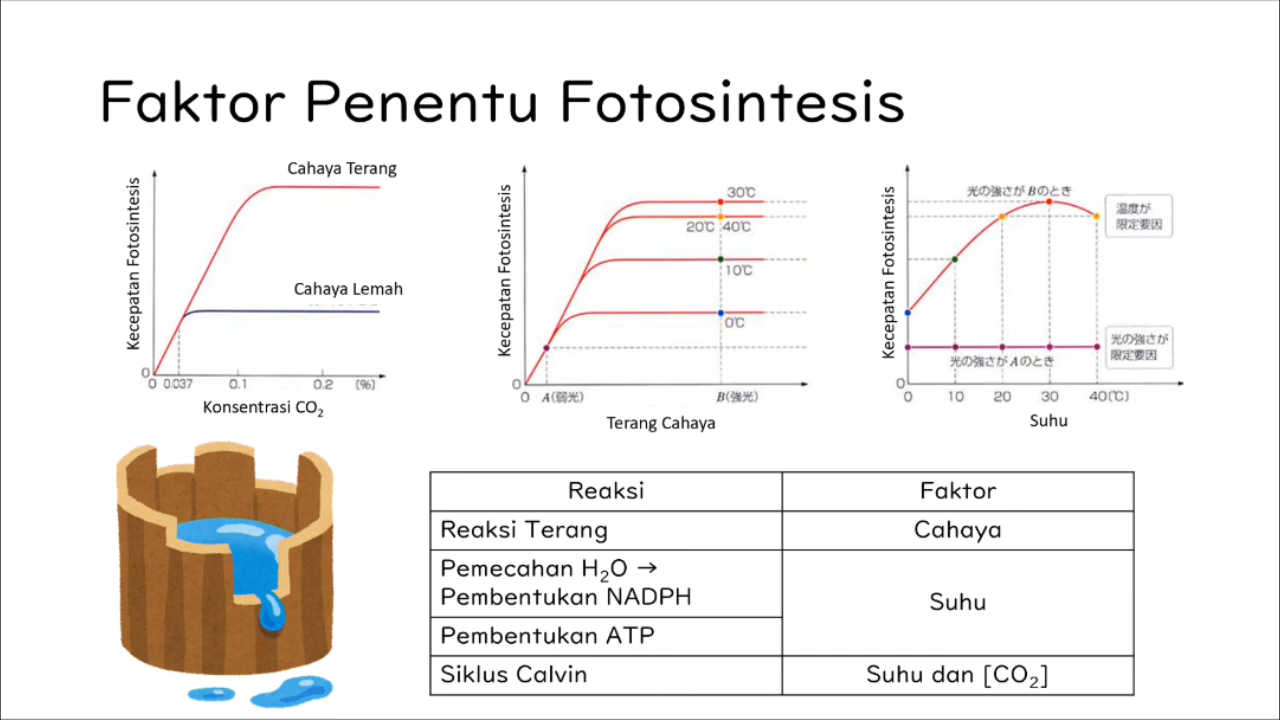 Faktor Penentu Fotosintesis
Kecepatan Fotosintesis
Cahaya Terang
Cahaya Lemah
0
0 0.037 0.1 0.2 [%]
Konsentrasi CO₂
Kecepatan Fotosintesis
30℃
20℃ 40℃
10℃
0℃
0
0 A(弱光) B(強光)
Terang Cahaya
Kecepatan Fotosintesis
光の強さがBのとき
温度が
限定要因
光の強さがAのとき
光の強さが
限定要因
0
0 10 20 30 40[℃]
Suhu
Reaksi Faktor
Reaksi Terang Cahaya
Pemecahan H₂O →
Pembentukan NADPH
Suhu
Pembentukan ATP
Siklus Calvin Suhu dan [CO₂]